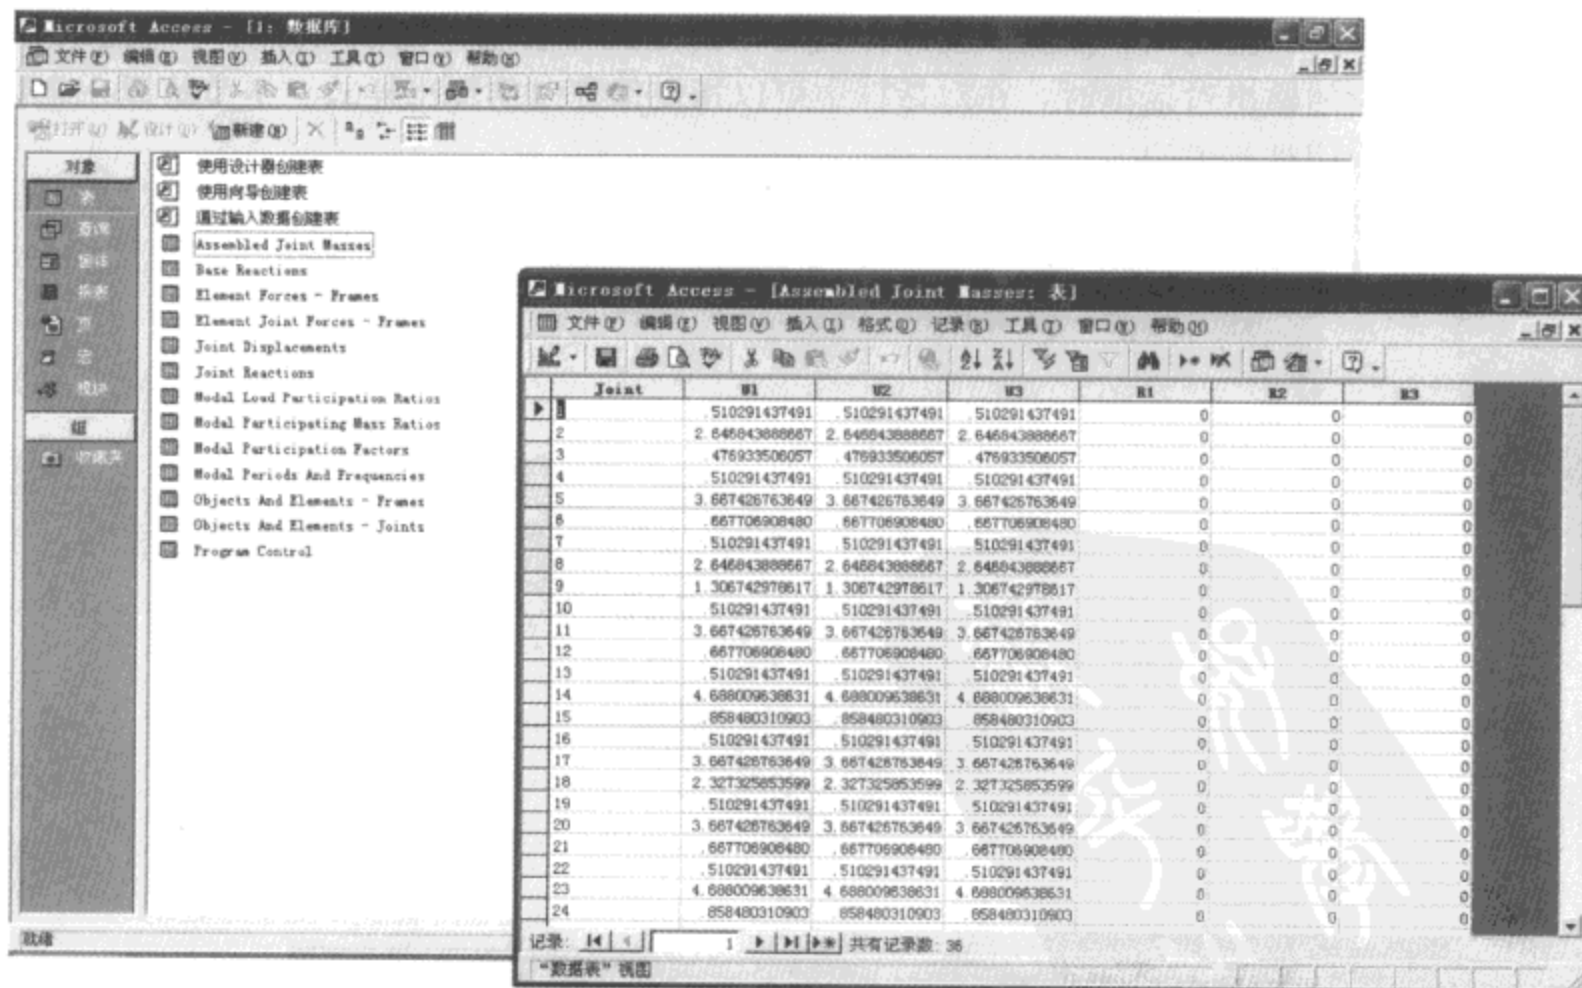 Microsoft Access - [1: 数据库]
文件(F) 编辑(E) 视图(V) 插入(I) 工具(T) 窗口(W) 帮助(H)
打开(O) 设计(D) 新建(N)
对象
表
查询
页
宏
模块
组
收藏夹
使用设计器创建表
使用向导创建表
通过输入数据创建表
Assembled Joint Masses
Base Reactions
Element Forces - Frames
Element Joint Forces - Frames
Joint Displacements
Joint Reactions
Modal Load Participation Ratios
Modal Participating Mass Ratios
Modal Participation Factors
Modal Periods And Frequencies
Objects And Elements - Frames
Objects And Elements - Joints
Program Control
就绪
Microsoft Access - [Assembled Joint Masses: 表]
文件(F) 编辑(E) 视图(V) 插入(I) 格式(O) 记录(R) 工具(T) 窗口(W) 帮助(H)
Joint U1 U2 U3 R1 R2 R3
1 .510291437491 .510291437491 .510291437491 0 0 0
2 2.646843888667 2.646843888667 2.646843888667 0 0 0
3 .476933506057 .476933506057 .476933506057 0 0 0
4 .510291437491 .510291437491 .510291437491 0 0 0
5 3.667426763649 3.667426763649 3.667426763649 0 0 0
6 .667706908480 .667706908480 .667706908480 0 0 0
7 .510291437491 .510291437491 .510291437491 0 0 0
8 2.646843888667 2.646843888667 2.646843888667 0 0 0
9 1.306742978617 1.306742978617 1.306742978617 0 0 0
10 .510291437491 .510291437491 .510291437491 0 0 0
11 3.667426763649 3.667426763649 3.667426763649 0 0 0
12 .667706908480 .667706908480 .667706908480 0 0 0
13 .510291437491 .510291437491 .510291437491 0 0 0
14 4.688009638631 4.688009638631 4.688009638631 0 0 0
15 .858480310903 .858480310903 .858480310903 0 0 0
16 .510291437491 .510291437491 .510291437491 0 0 0
17 3.667426763649 3.667426763649 3.667426763649 0 0 0
18 2.327325853599 2.327325853599 2.327325853599 0 0 0
19 .510291437491 .510291437491 .510291437491 0 0 0
20 3.667426763649 3.667426763649 3.667426763649 0 0 0
21 .667706908480 .667706908480 .667706908480 0 0 0
22 .510291437491 .510291437491 .510291437491 0 0 0
23 4.688009638631 4.688009638631 4.688009638631 0 0 0
24 .858480310903 .858480310903 .858480310903 0 0 0
记录: 1 共有记录数: 36
“数据表”视图